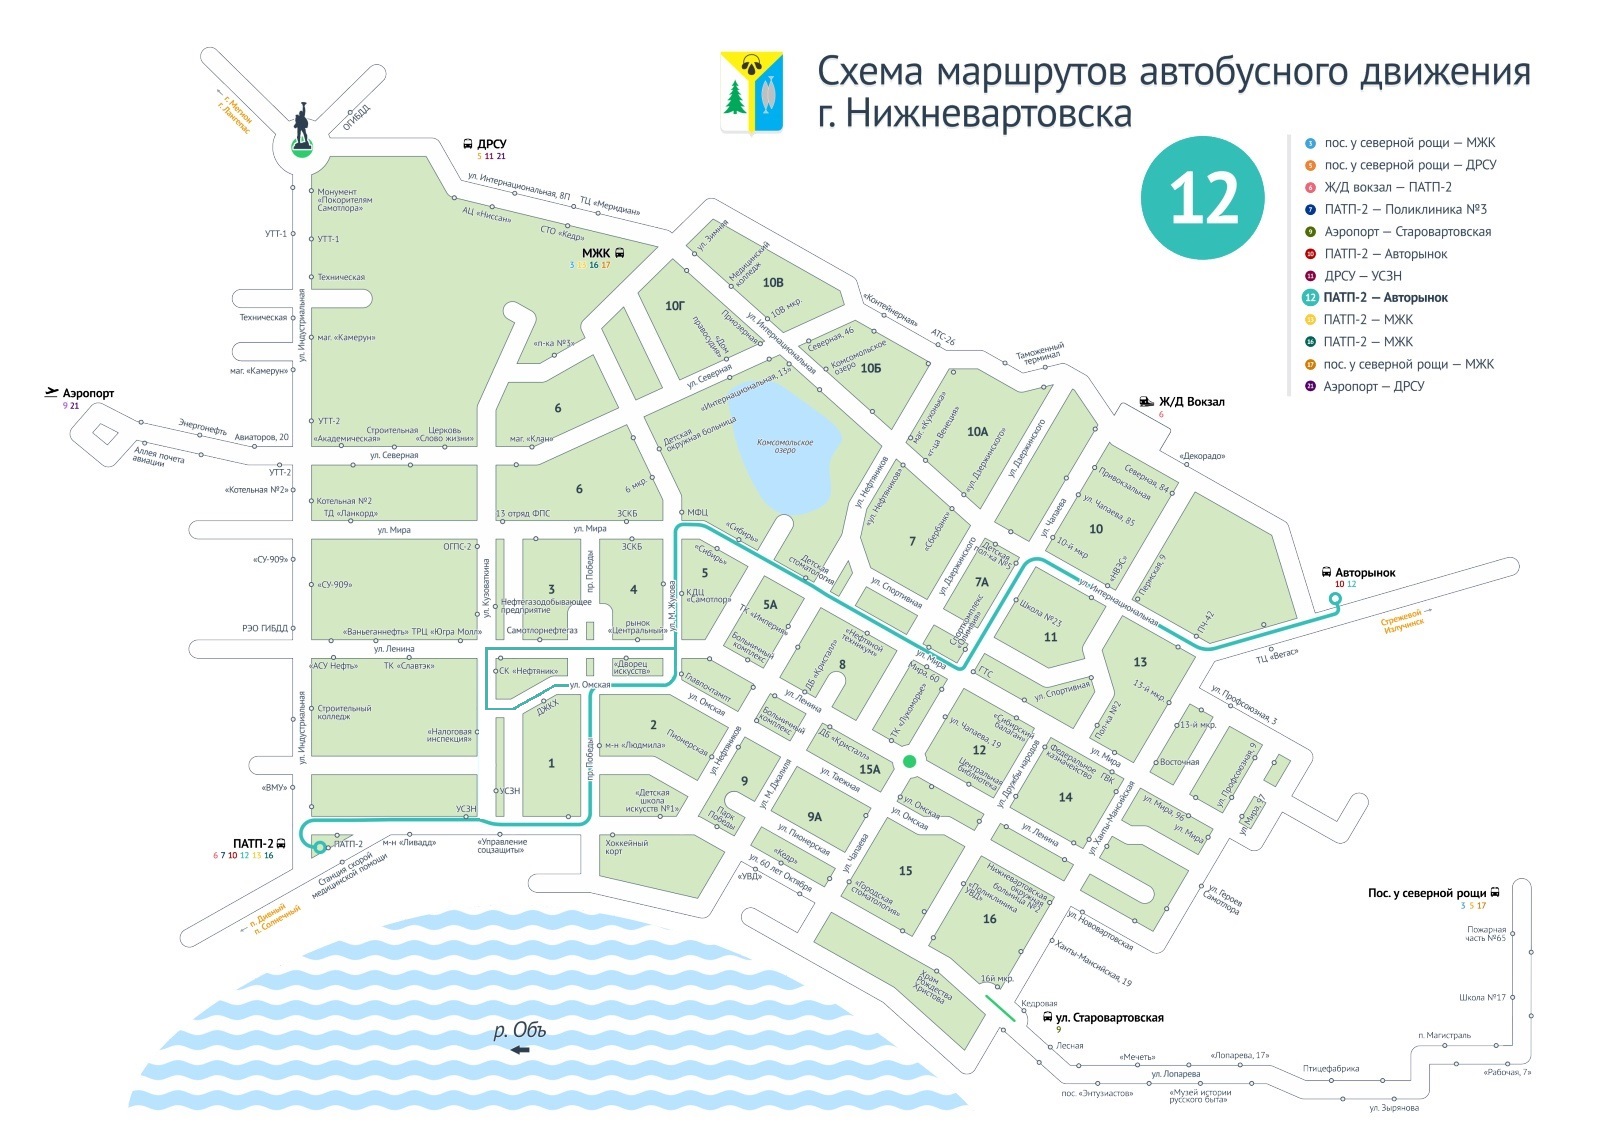 Схема маршрутов автобусного движения
г. Нижневартовска
12
3 пос. у северной рощи — МЖК
5 пос. у северной рощи — ДРСУ
6 Ж/Д вокзал — ПАТП-2
7 ПАТП-2 — Поликлиника №3
9 Аэропорт — Старовартовская
10 ПАТП-2 — Авторынок
11 ДРСУ — УСЗН
12 ПАТП-2 — Авторынок
13 ПАТП-2 — МЖК
16 ПАТП-2 — МЖК
17 пос. у северной рощи — МЖК
21 Аэропорт — ДРСУ
← г. Мегион
г. Лангепас
ОГИБДД
ДРСУ
5 11 21
ул. Интернациональная, 8П
ТЦ «Меридиан»
АЦ «Ниссан»
СТО «Кедр»
МЖК
3 13 16 17
Монумент
«Покорителям
Самотлора»
УТТ-1
УТТ-1
Техническая
Техническая
ул. Индустриальная
маг. «Камерун»
маг. «Камерун»
УТТ-2
Аэропорт
9 21
Энергонефть
Авиаторов, 20
Аллея почета
авиации
УТТ-2
«Академическая»
Строительная
Церковь
«Слово жизни»
ул. Северная
маг. «Клан»
«п-ка №3»
6
6
6 мкр.
«Котельная №2»
Котельная №2
ТД «Ланкорд»
ул. Мира
13 отряд ФПС
ул. Мира
ЗСКБ
ЗСКБ
МФЦ
ОГПС-2
«СУ-909»
«СУ-909»
РЭО ГИБДД
ул. Кузоваткина
3
пр. Победы
4
Нефтегазодобывающее
предприятие
Самотлорнефтегаз
рынок
«Центральный»
ул. М. Жукова
5
«Сибирь»
«Сибирь»
КДЦ
«Самотлор»
«Ваньеганнефть»
ТРЦ «Югра Молл»
ул. Ленина
«АСУ Нефть»
ТК «Славтэк»
СК «Нефтяник»
«Дворец
искусств»
ул. Омская
ДЖКХ
Строительный
колледж
ул. Индустриальная
«Налоговая
инспекция»
1
пр. Победы
2
м-н «Людмила»
Пионерская
«ВМУ»
УСЗН
УСЗН
«Детская
школа
искусств №1»
ПАТП-2
6 7 10 12 13 16
ПАТП-2
м-н «Ливадд»
«Управление
соцзащиты»
Станция скорой
медицинской помощи
Хоккейный
корт
← п. Дивный
п. Солнечный
р. Обь
ул. Зимняя
Медицинский
колледж
10В
10В мкр.
10Г
Приозерная
«Дом
правосудия»
ул. Интернациональная
ул. Северная
«Интернациональная, 13»
Детская
окружная больница
Комсомольское
озеро
Северная, 46
Комсомольское
озеро
10Б
«Контейнерная»
АТС-26
Таможенный
терминал
маг. «Кухонька»
кг-ца Венеция»
10А
«ул. Дзержинского»
ул. Дзержинского
Ж/Д Вокзал
6
«Декорадо»
Северная, 84
Привокзальная
ул. Чапаева, 85
ул. Чапаева
10
10-й мкр
«НВЭС»
Пермская, 9
ул. Нефтяников
«ул. Нефтяников»
«Сбербанк»
7
ул. Дзержинского
Детская
пол-ка №5
7А
Детская
стоматология
ул. Спортивная
Спорткомплекс
«Олимпия»
ул. Интернациональная
ПЧ-42
Авторынок
10 12
Стрежевой →
Излучинск
ТЦ «Вегас»
Школа №23
11
ГТС
ул. Спортивная
Пол-ка №2
13
13-й мкр.
13-й мкр.
ул. Профсоюзная, 3
ул. Профсоюзная, 9
Восточная
ул. Мира
ул. Мира, 96
ул. Мира
ул. Мира, 97
5А
ТК «Империя»
Больничный
комплекс
Главпочтампт
ул. Омская
ул. Ленина
ДБ «Кристалл»
«Нефтяной
техникум»
8
ул. Мира
Мира, 60
ТК «Лукоморье»
Больничный
комплекс
ДБ «Кристалл»
15А
ул. Таежная
ул. Нефтяников
9
ул. М. Джалиля
Парк
Победы
9А
ул. Пионерская
«Кедр»
ул. 60 лет Октября
«УВД»
ул. Чапаева, 19
«Сибирский
балаган»
12
Центральная
библиотека
ул. Дружбы народов
Федеральное
казначейство
ГВК
14
ул. Ханты-Мансийская
ул. Омская
ул. Омская
ул. Ленина
ул. Чапаева
15
«Городская
стоматология»
Нижневартовская
окружная
больница №2
«Поликлиника
УВД»
16
16й мкр.
ул. Героев
Самотлора
ул. Нововартовская
Ханты-Мансийская, 19
Храм
рождества
Христова
Кедровая
ул. Старовартовская
9
Лесная
«Мечеть»
«Лопарева, 17»
ул. Лопарева
пос. «Энтузиастов»
«Музей истории
русского быта»
Птицефабрика
ул. Зырянова
п. Магистраль
«Рабочая, 7»
Школа №17
Пожарная
часть №65
Пос. у северной рощи
3 5 17